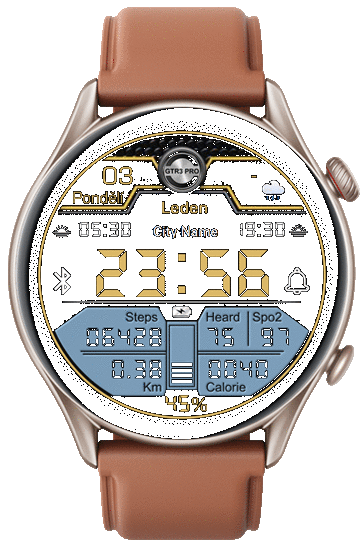 GTR3 PRO
03
Pondělí
Leden
05:30 City Name 19:30
23:56
Steps Heard Spo2
06428 75 97
0.38 0040
Km Calorie
45%